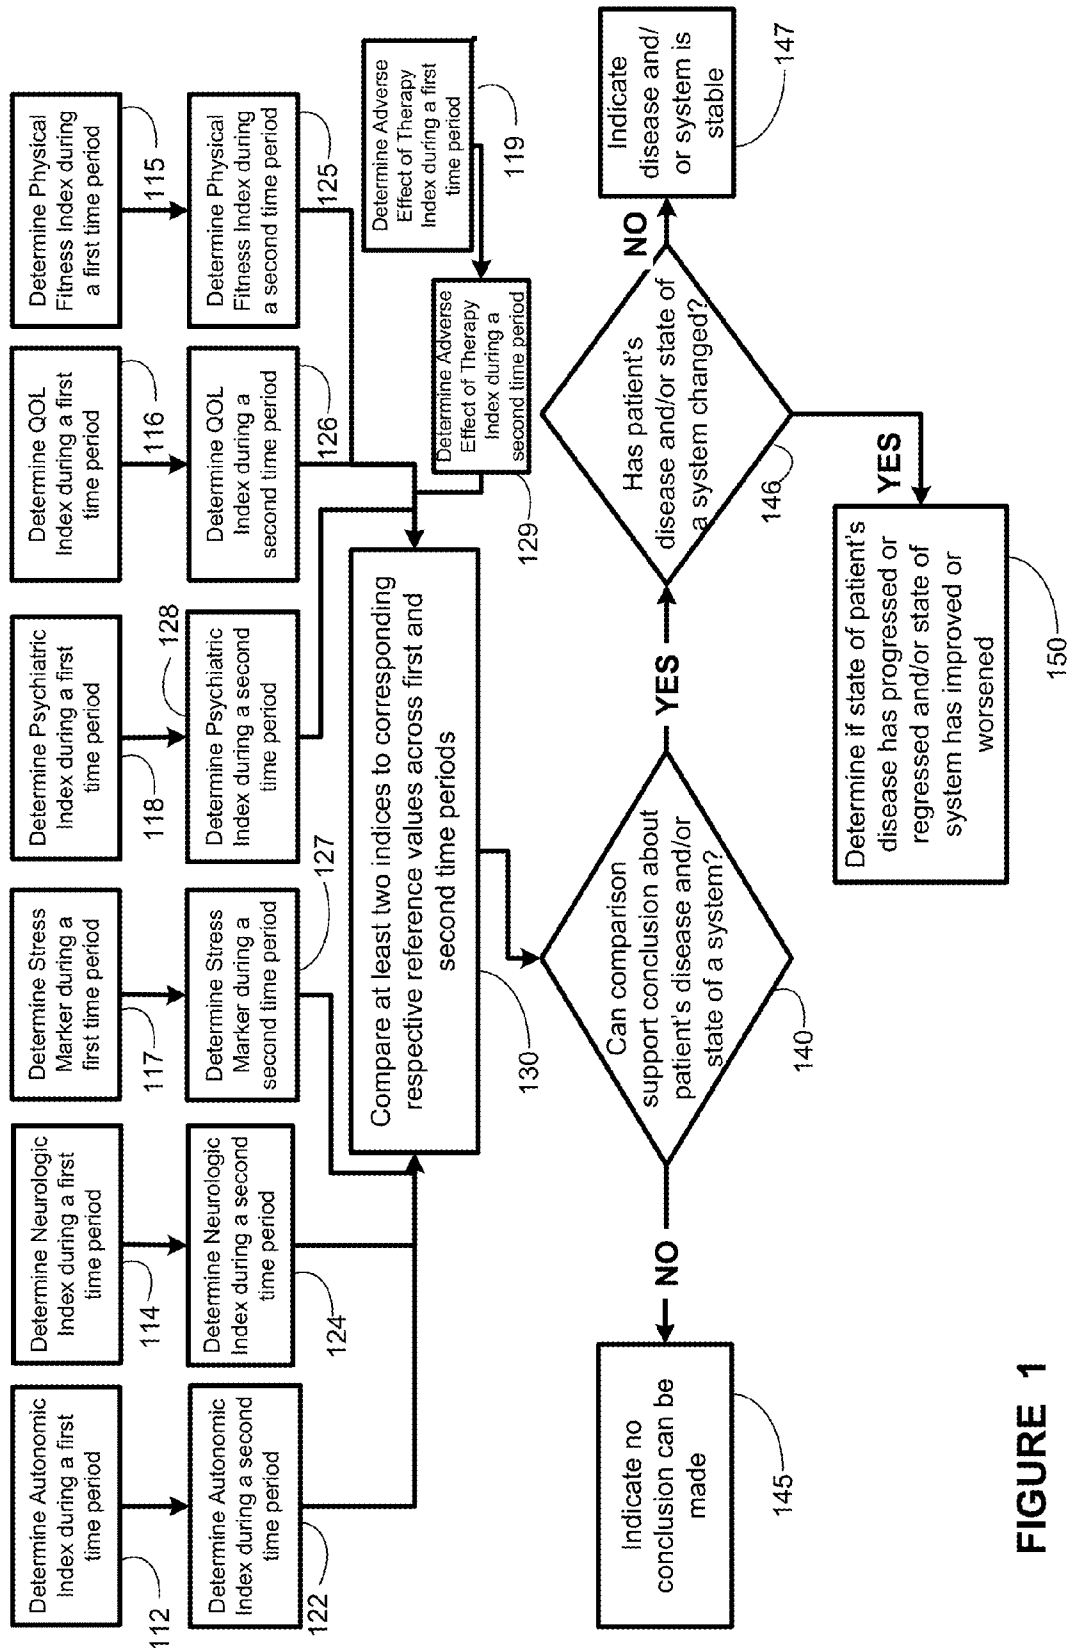 Determine Autonomic
Index during a first
time period
112
Determine Neurologic
Index during a first
time period
114
Determine Stress
Marker during a
first time period
117
Determine Psychiatric
Index during a first
time period
118
Determine QOL
Index during a first
time period
116
Determine Physical
Fitness Index during
a first time period
115
Determine Autonomic
Index during a second
time period
122
Determine Neurologic
Index during a second
time period
124
Determine Stress
Marker during a
second time period
127
Determine Psychiatric
Index during a second
time period
128
Determine QOL
Index during a
second time period
126
Determine Physical
Fitness Index during
a second time period
125
Determine Adverse
Effect of Therapy
Index during a first
time period
119
Determine Adverse
Effect of Therapy
Index during a
second time period
129
Compare at least two indices to corresponding
respective reference values across first and
second time periods
130
Can comparison
support conclusion about
patient's disease and/or
state of a system?
140
NO
Indicate no
conclusion can be
made
145
YES
Has patient's
disease and/or state of
a system changed?
146
NO
Indicate
disease and/
or system is
stable
147
YES
Determine if state of patient's
disease has progressed or
regressed and/or state of
system has improved or
worsened
150
FIGURE 1